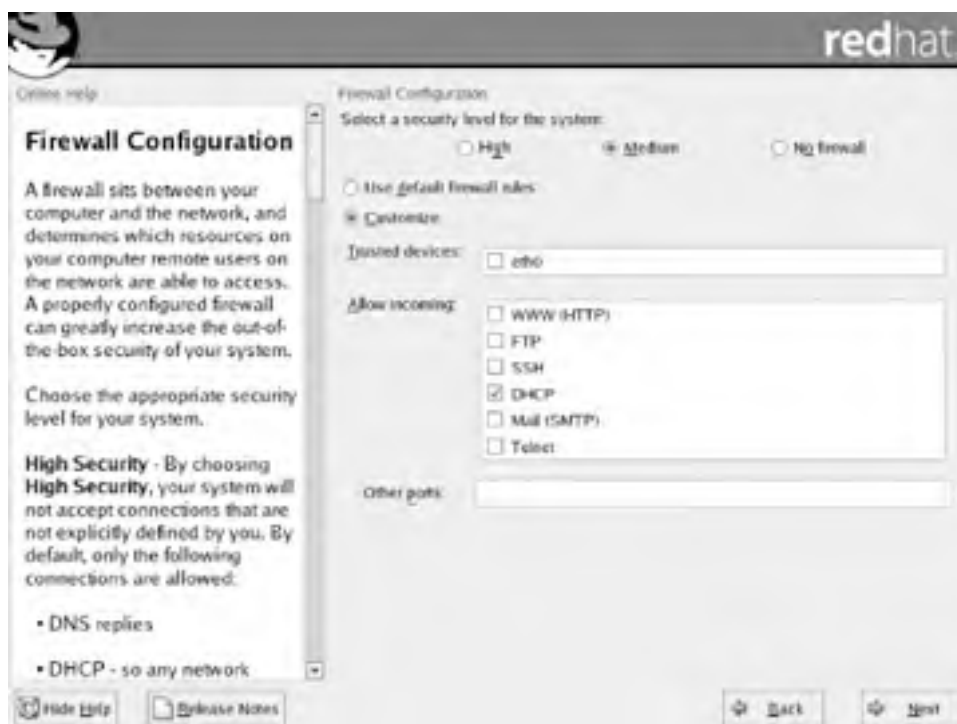 redhat
Online Help
Firewall Configuration
A firewall sits between your
computer and the network, and
determines which resources on
your computer remote users on
the network are able to access.
A properly configured firewall
can greatly increase the out-of-
the-box security of your system.
Choose the appropriate security
level for your system.
High Security - By choosing
High Security, your system will
not accept connections that are
not explicitly defined by you. By
default, only the following
connections are allowed:
• DNS replies
• DHCP - so any network
Firewall Configuration
Select a security level for the system:
High Medium No firewall
Use default firewall rules
Customize
Trusted devices: eth0
Allow incoming: WWW (HTTP)
FTP
SSH
DHCP
Mail (SMTP)
Telnet
Other ports:
Hide Help Release Notes Back Next